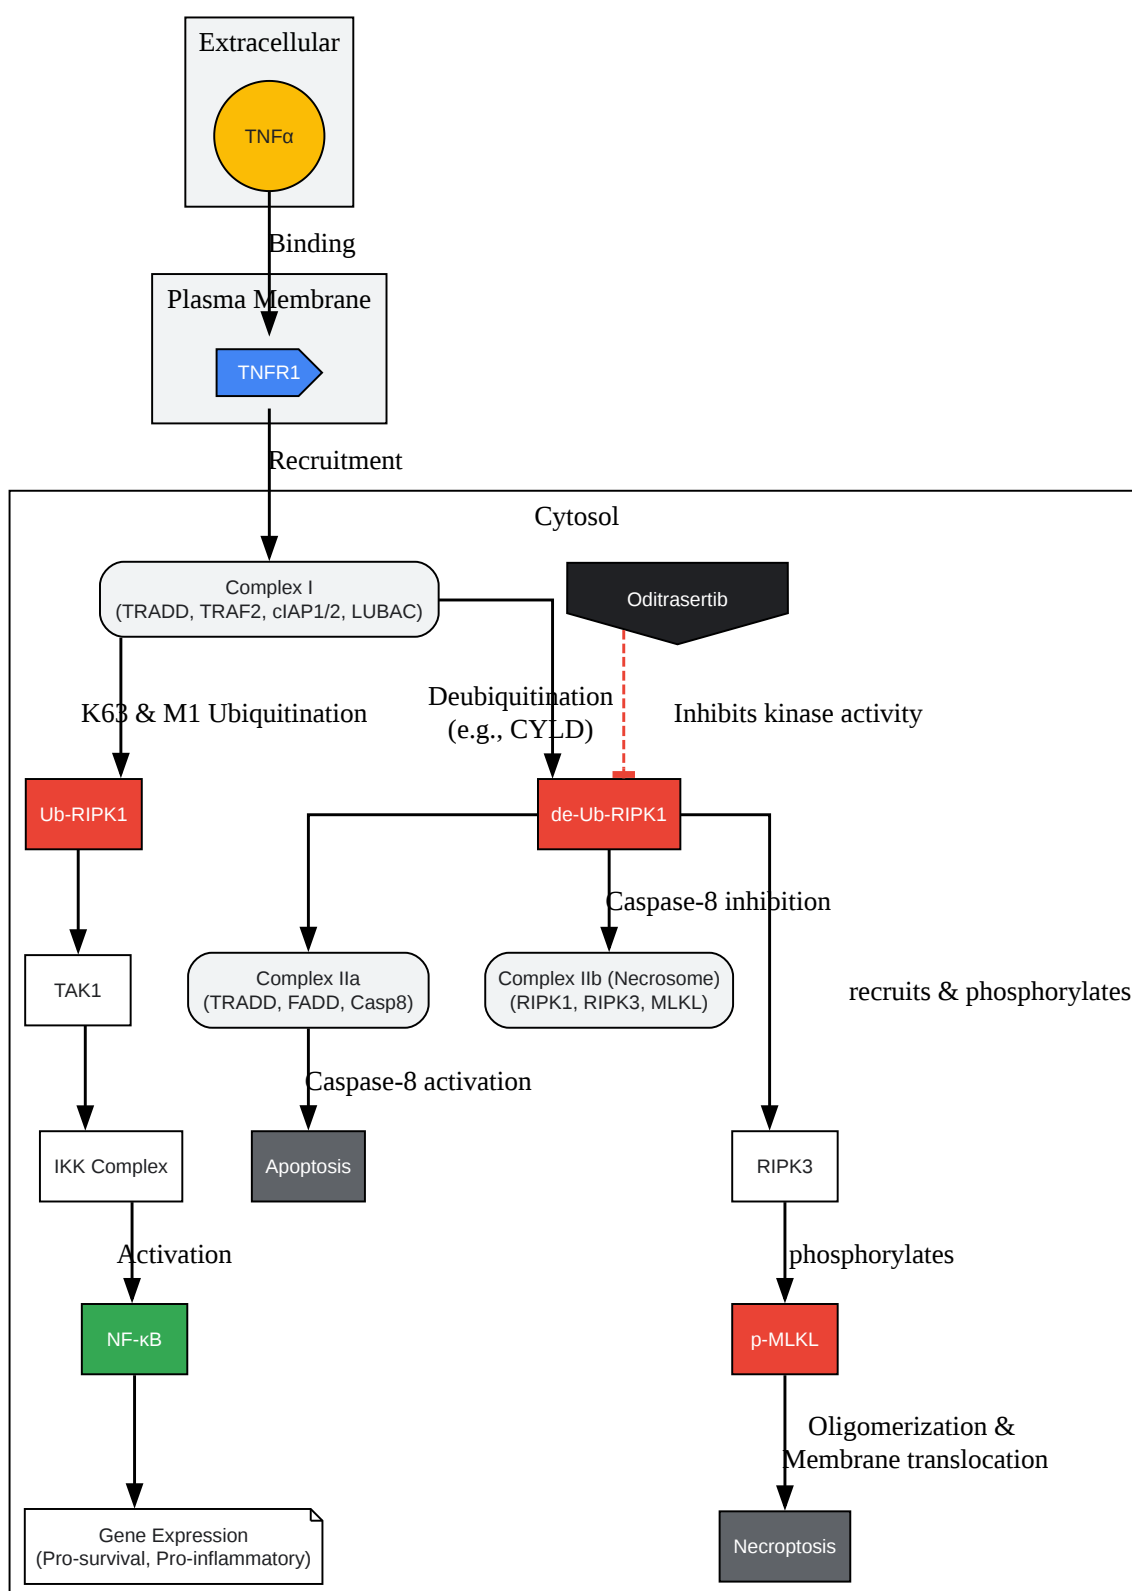 Extracellular
TNFα
Binding
Plasma Membrane
TNFR1
Recruitment
Cytosol
Complex I
(TRADD, TRAF2, cIAP1/2, LUBAC)
Oditrasertib
K63 & M1 Ubiquitination
Deubiquitination
(e.g., CYLD)
Inhibits kinase activity
Ub-RIPK1
de-Ub-RIPK1
Caspase-8 inhibition
TAK1
Complex IIa
(TRADD, FADD, Casp8)
Complex IIb (Necrosome)
(RIPK1, RIPK3, MLKL)
recruits & phosphorylates
Caspase-8 activation
IKK Complex
Apoptosis
RIPK3
Activation
phosphorylates
NF-κB
p-MLKL
Oligomerization &
Membrane translocation
Gene Expression
(Pro-survival, Pro-inflammatory)
Necroptosis